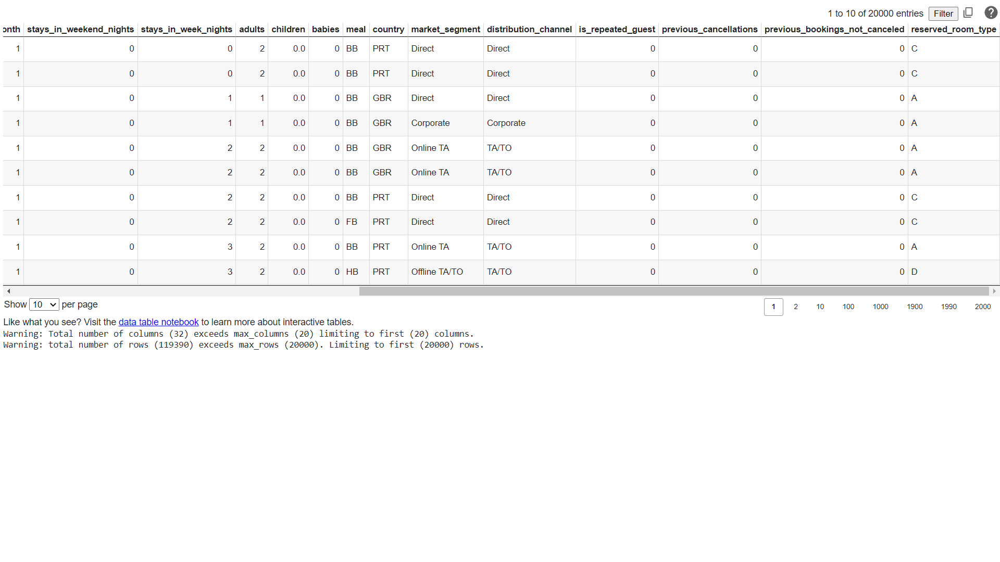 1 to 10 of 20000 entries Filter
onth stays_in_weekend_nights stays_in_week_nights adults children babies meal country market_segment distribution_channel is_repeated_guest previous_cancellations previous_bookings_not_canceled reserved_room_type
1 0 0 2 0.0 0 BB PRT Direct Direct 0 0 0 C
1 0 0 2 0.0 0 BB PRT Direct Direct 0 0 0 C
1 0 1 1 0.0 0 BB GBR Direct Direct 0 0 0 A
1 0 1 1 0.0 0 BB GBR Corporate Corporate 0 0 0 A
1 0 2 2 0.0 0 BB GBR Online TA TA/TO 0 0 0 A
1 0 2 2 0.0 0 BB GBR Online TA TA/TO 0 0 0 A
1 0 2 2 0.0 0 BB PRT Direct Direct 0 0 0 C
1 0 2 2 0.0 0 FB PRT Direct Direct 0 0 0 C
1 0 3 2 0.0 0 BB PRT Online TA TA/TO 0 0 0 A
1 0 3 2 0.0 0 HB PRT Offline TA/TO TA/TO 0 0 0 D
Show 10 per page 1 2 10 100 1000 1900 1990 2000
Like what you see? Visit the data table notebook to learn more about interactive tables.
Warning: Total number of columns (32) exceeds max_columns (20) limiting to first (20) columns.
Warning: total number of rows (119390) exceeds max_rows (20000). Limiting to first (20000) rows.